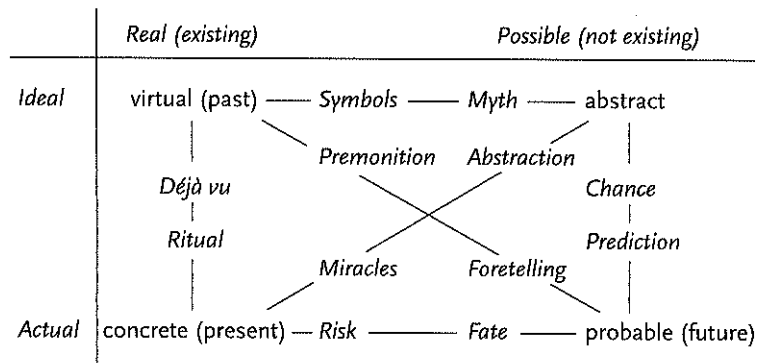 Real (existing) Possible (not existing)
Ideal virtual (past) Symbols Myth abstract
Premonition Abstraction
Déjà vu Chance
Ritual Prediction
Miracles Foretelling
Actual concrete (present) Risk Fate probable (future)